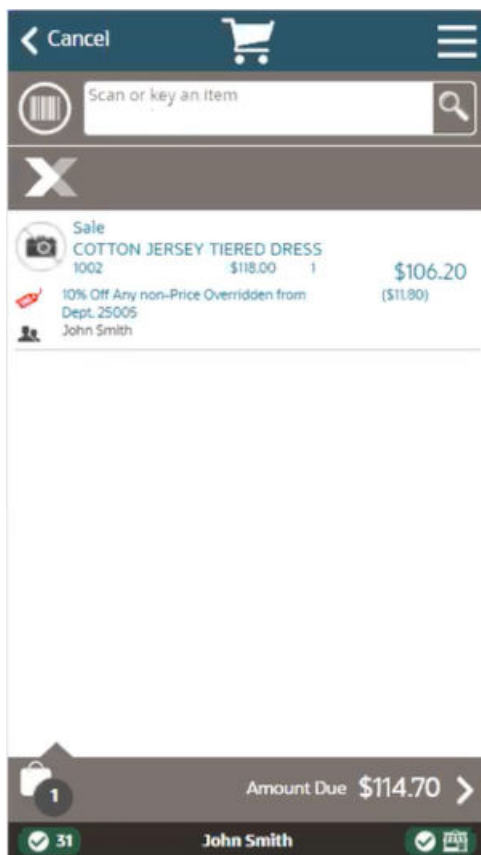 Cancel
Scan or key an item
Sale
COTTON JERSEY TIERED DRESS
1002 $118.00 1 $106.20
10% Off Any non-Price Overridden from ($11.80)
Dept. 25005
John Smith
1 Amount Due $114.70
31 John Smith